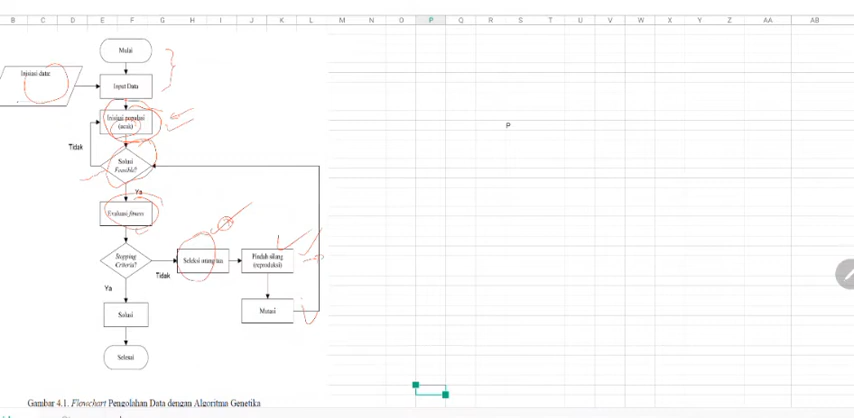 B C D E F G H I J K L M N O P Q R S T U V W X Y Z AA AB
Mulai
Inisiasi data:
Input Data
Inisiasi populasi
(acak)
P
Tidak
Solusi
Feasible?
Ya
Evaluasi fitness
Stopping
Criteria?
Seleksi orang tua
Pindah silang
(reproduksi)
Tidak
Ya
Solusi
Mutasi
Selesai
Gambar 4.1. Flowchart Pengolahan Data dengan Algoritma Genetika